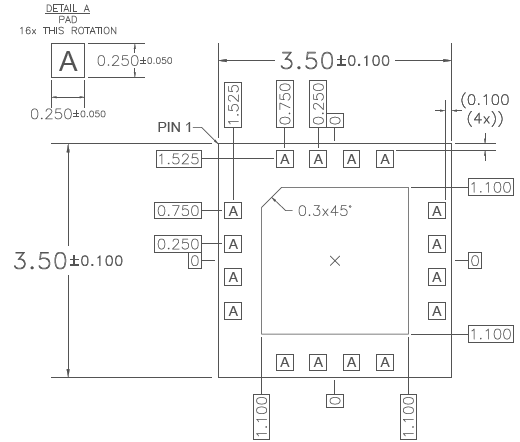 DETAIL A
PAD
16x THIS ROTATION
A
0.250±0.050
0.250±0.050
3.50±0.100
(0.100
(4x))
1.525
0.750
0.250
0
PIN 1
1.525
A A A A
1.100
0.750
A
0.3x45°
A
0.250
A
A
3.50±0.100
0
0
A
A
A
A
1.100
A A A A
1.100
0
1.100